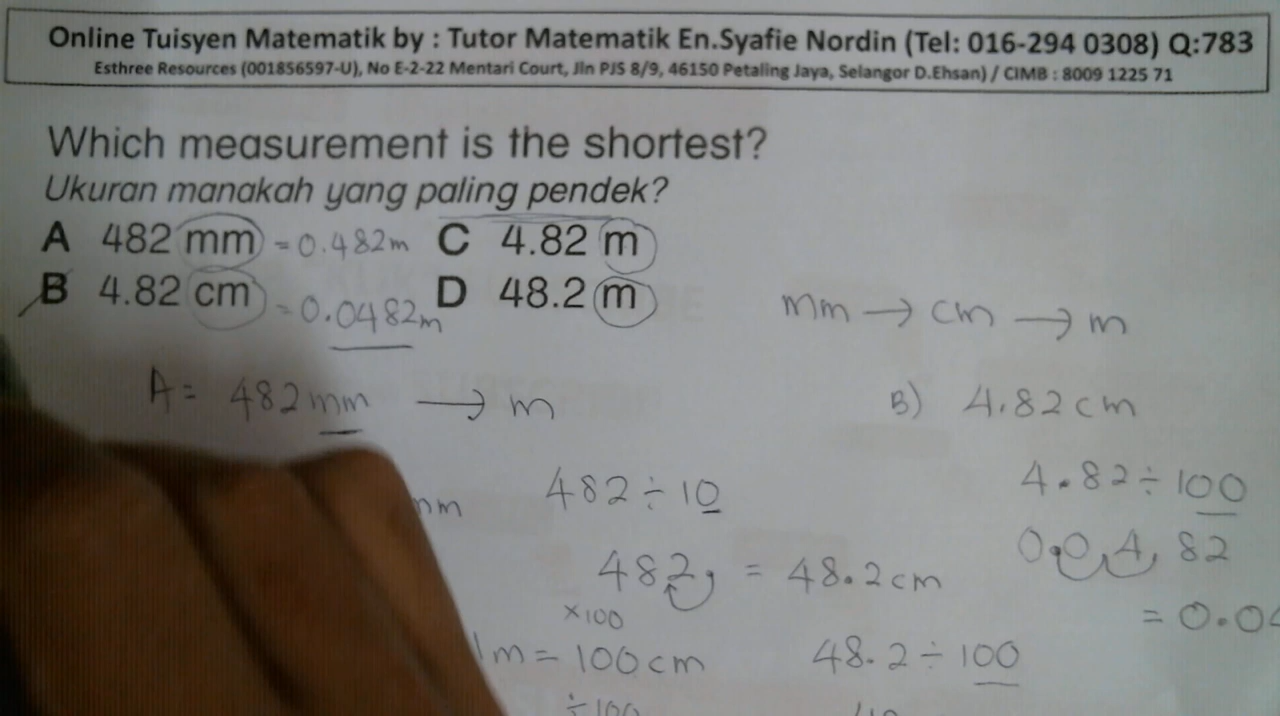 Online Tuisyen Matematik by : Tutor Matematik En.Syafie Nordin (Tel: 016-294 0308) Q:783
Esthree Resources (001856597-U), No E-2-22 Mentari Court, Jln PJS 8/9, 46150 Petaling Jaya, Selangor D.Ehsan) / CIMB : 8009 1225 71
Which measurement is the shortest?
Ukuran manakah yang paling pendek?
A 482 mm = 0.482m C 4.82 m
B 4.82 cm = 0.0482m D 48.2 m
mm → cm → m
A = 482mm → m
B) 4.82cm
mm 482 ÷ 10
4.82 ÷ 100
482 = 48.2cm
0.04,82
= 0.04
×100
1m = 100cm
48.2 ÷ 100
÷100